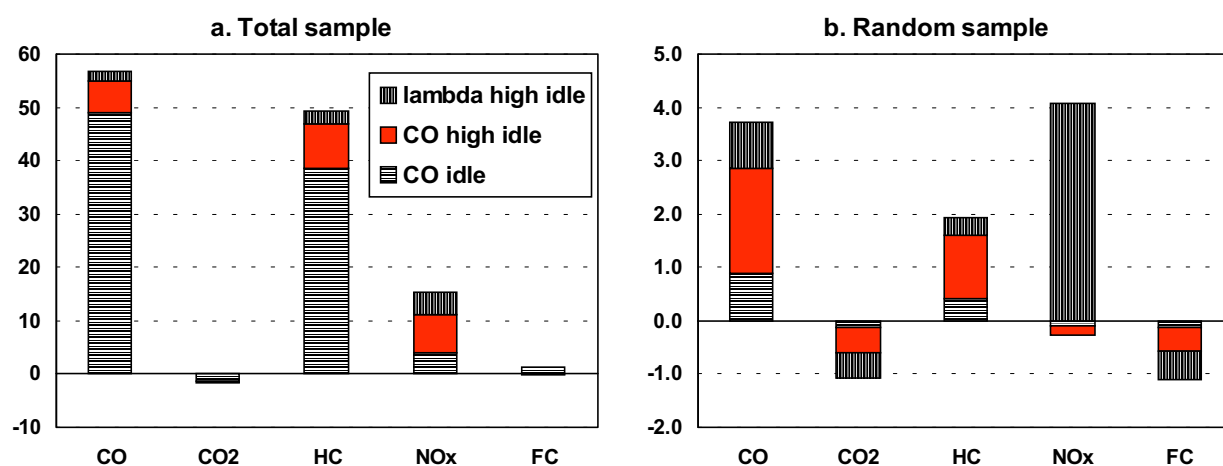 a. Total sample
60
50
40
30
20
10
0
-10
lambda high idle
CO high idle
CO idle
CO CO2 HC NOx FC
b. Random sample
5.0
4.0
3.0
2.0
1.0
0.0
-1.0
-2.0
CO CO2 HC NOx FC